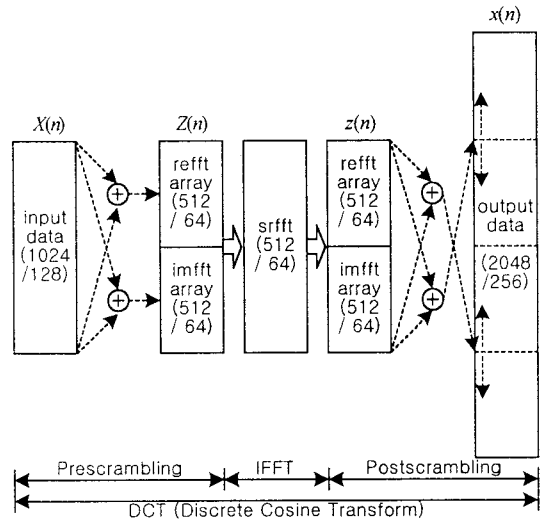 x(n)
X(n)
Z(n)
z(n)
input
data
(1024
/128)
refft
array
(512
/ 64)
imfft
array
(512
/ 64)
srfft
(512
/ 64)
refft
array
(512
/ 64)
imfft
array
(512
/ 64)
output
data
(2048
/256)
Prescrambling
IFFT
Postscrambling
DCT (Discrete Cosine Transform)